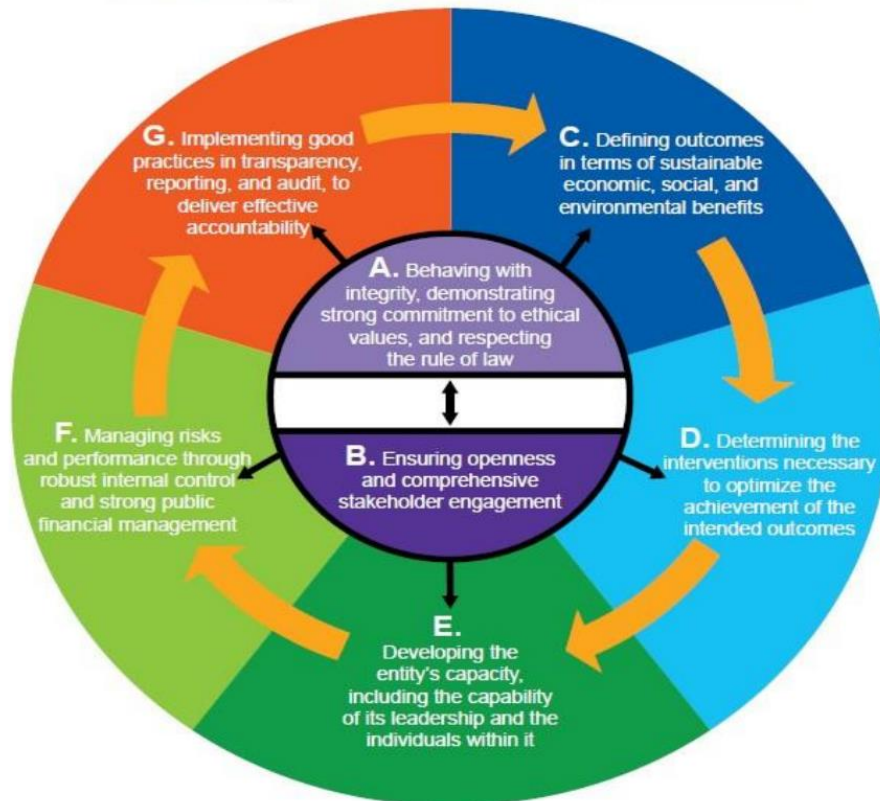 A. Behaving with
integrity, demonstrating
strong commitment to ethical
values, and respecting
the rule of law
B. Ensuring openness
and comprehensive
stakeholder engagement
C. Defining outcomes
in terms of sustainable
economic, social, and
environmental benefits
D. Determining the
interventions necessary
to optimize the
achievement of the
intended outcomes
E.
Developing the
entity's capacity,
including the capability
of its leadership and the
individuals within it
F. Managing risks
and performance through
robust internal control
and strong public
financial management
G. Implementing good
practices in transparency,
reporting, and audit, to
deliver effective
accountability